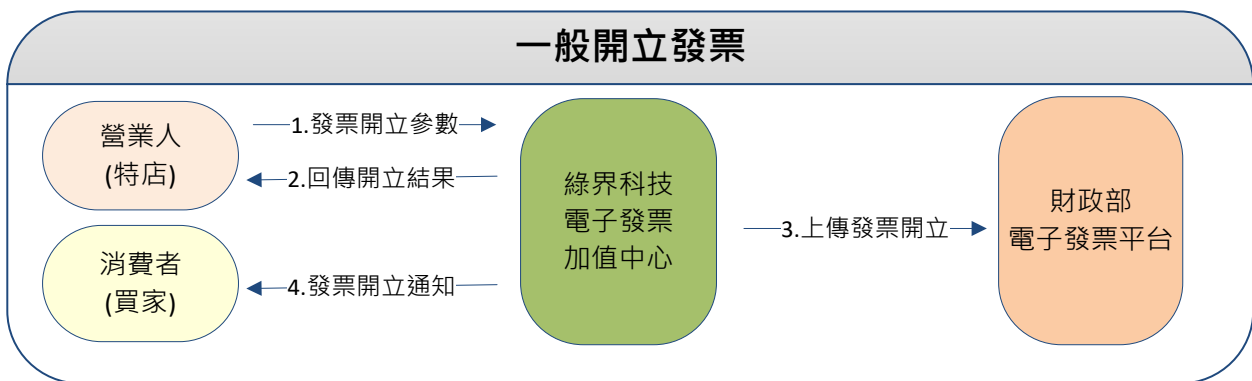 一般開立發票
營業人
(特店)
1.發票開立參數
2.回傳開立結果
綠界科技
電子發票
加值中心
3.上傳發票開立
財政部
電子發票平台
消費者
(買家)
4.發票開立通知